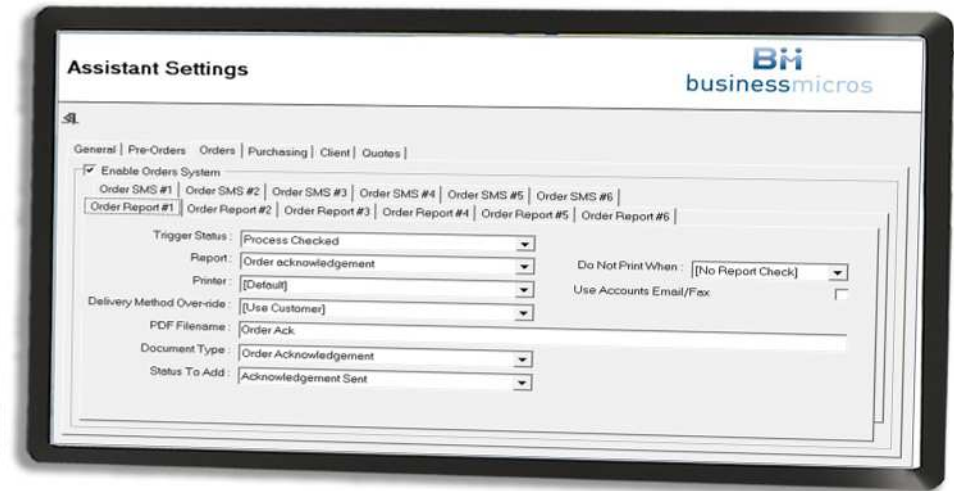 Assistant Settings
BM
businessmicros
General | Pre-Orders Orders | Purchasing | Client | Quotes |
Enable Orders System
Order SMS #1 | Order SMS #2 | Order SMS #3 | Order SMS #4 | Order SMS #5 | Order SMS #6 |
Order Report #1 | Order Report #2 | Order Report #3 | Order Report #4 | Order Report #5 | Order Report #6 |
Trigger Status : Process Checked
Report : Order acknowledgement
Do Not Print When : [No Report Check]
Printer : [Default]
Use Accounts Email/Fax
Delivery Method Over-ride : [Use Customer]
PDF Filename : Order Ack
Document Type : Order Acknowledgement
Status To Add : Acknowledgement Sent